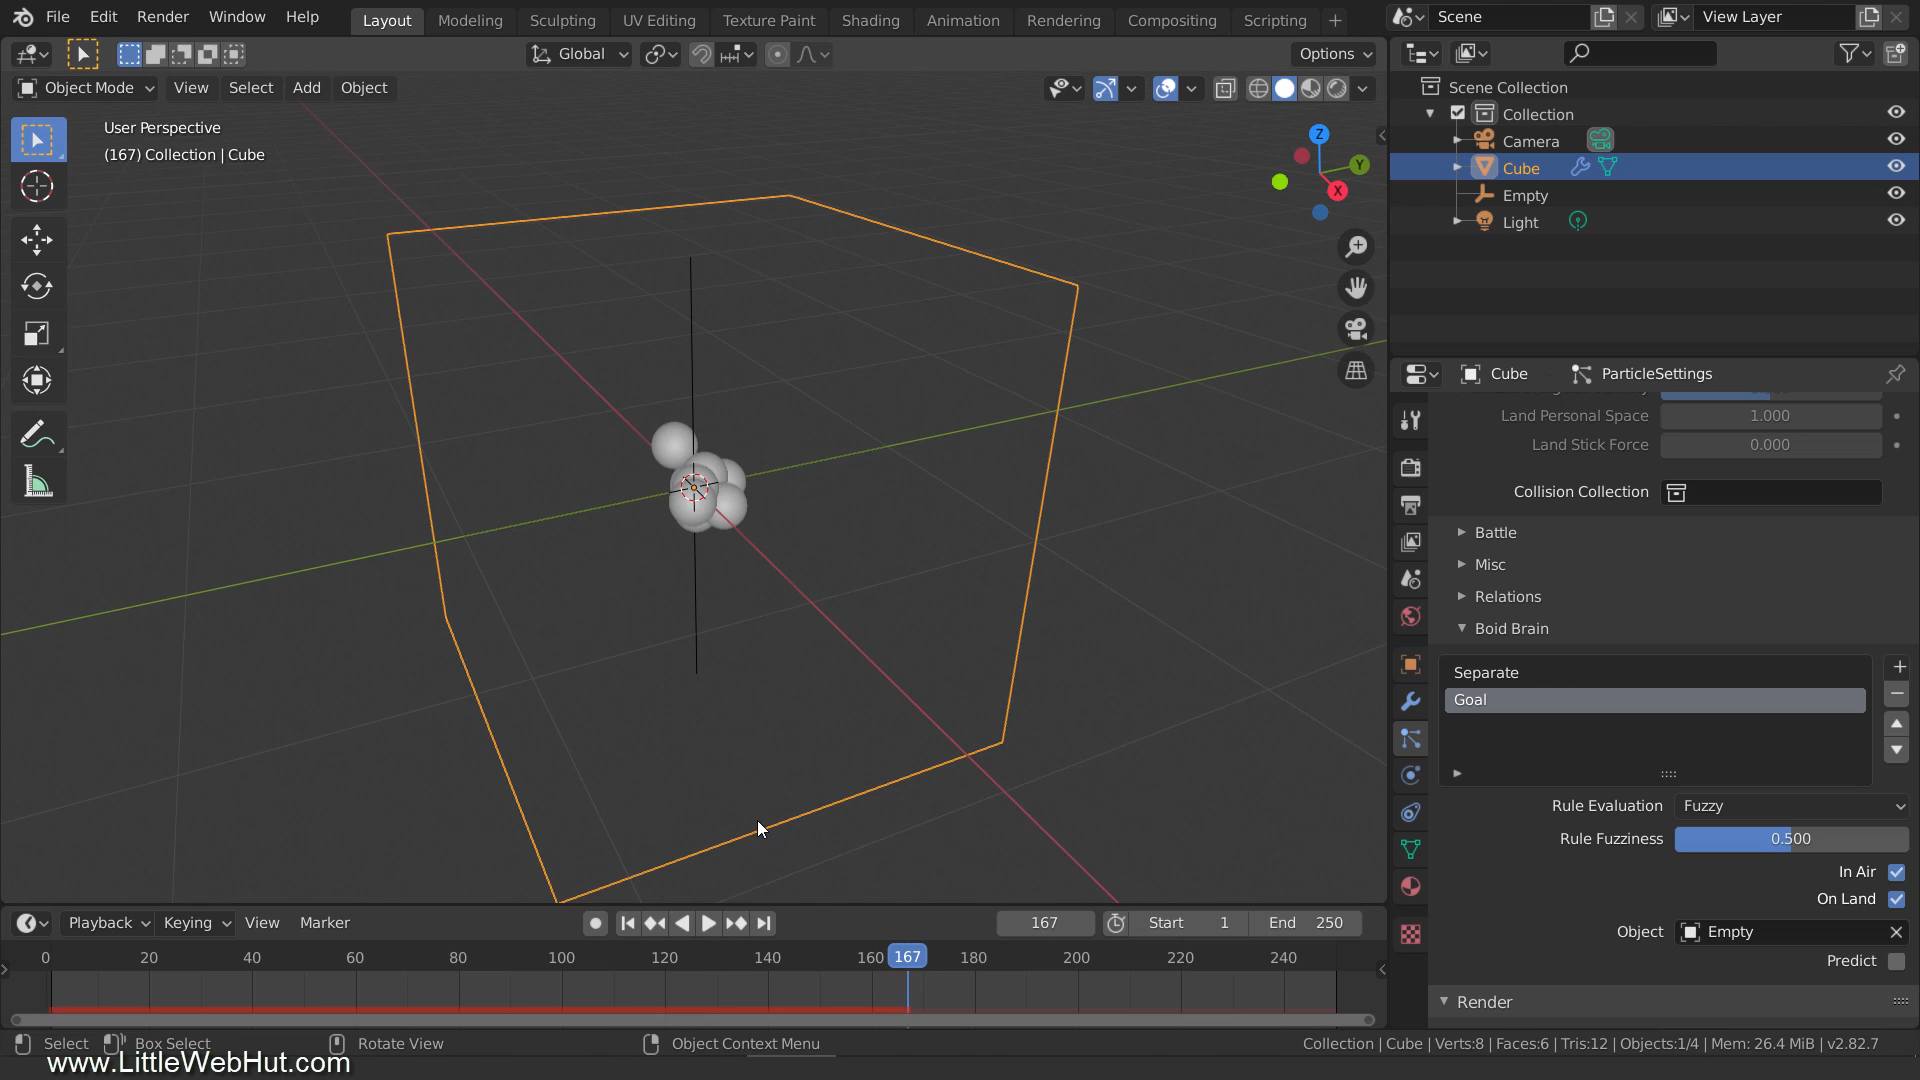 File Edit Render Window Help Layout Modeling Sculpting UV Editing Texture Paint Shading Animation Rendering Compositing Scripting + Scene View Layer
Global Options
Object Mode View Select Add Object
User Perspective
(167) Collection | Cube
Z
Y
X
Scene Collection
Collection
Camera
Cube
Empty
Light
Cube ParticleSettings
Land Personal Space 1.000
Land Stick Force 0.000
Collision Collection
Battle
Misc
Relations
Boid Brain
Separate
Goal
Rule Evaluation Fuzzy
Rule Fuzziness 0.500
In Air
On Land
Object Empty
Predict
Render
Playback Keying View Marker 167 Start 1 End 250
0 20 40 60 80 100 120 140 160 167 180 200 220 240
Select Box Select Rotate View Object Context Menu Collection | Cube | Verts:8 | Faces:6 | Tris:12 | Objects:1/4 | Mem: 26.4 MiB | v2.82.7
www.LittleWebHut.com